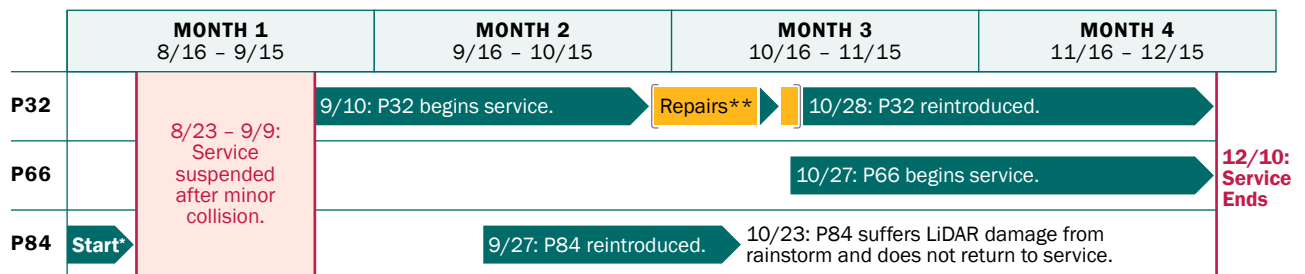 MONTH 1
8/16 – 9/15
MONTH 2
9/16 – 10/15
MONTH 3
10/16 – 11/15
MONTH 4
11/16 – 12/15
P32
9/10: P32 begins service.
Repairs**
10/28: P32 reintroduced.
8/23 – 9/9:
Service
suspended
after minor
collision.
P66
10/27: P66 begins service.
12/10:
Service
Ends
P84
Start*
9/27: P84 reintroduced.
10/23: P84 suffers LiDAR damage from
rainstorm and does not return to service.